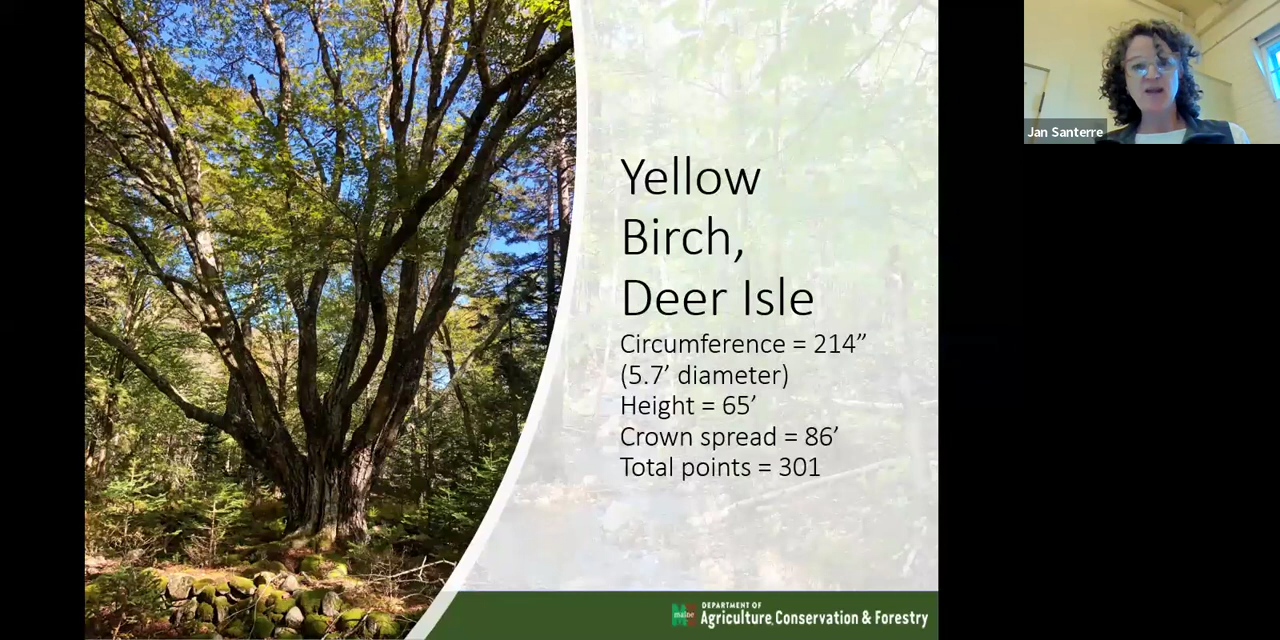 Yellow
Birch,
Deer Isle
Circumference = 214”
(5.7’ diameter)
Height = 65’
Crown spread = 86’
Total points = 301
Jan Santerre
maine
DEPARTMENT OF
Agriculture, Conservation & Forestry